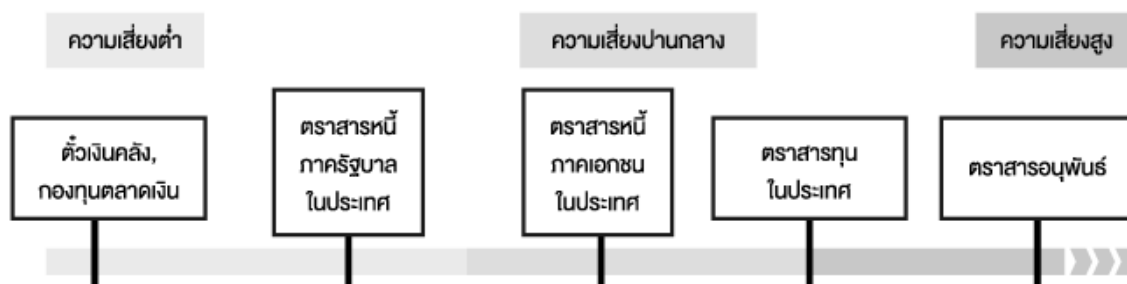 ความเสี่ยงต่ำ
ความเสี่ยงปานกลาง
ความเสี่ยงสูง
ตั๋วเงินคลัง,
กองทุนตลาดเงิน
ตราสารหนี้
ภาครัฐบาล
ในประเทศ
ตราสารหนี้
ภาคเอกชน
ในประเทศ
ตราสารทุน
ในประเทศ
ตราสารอนุพันธ์